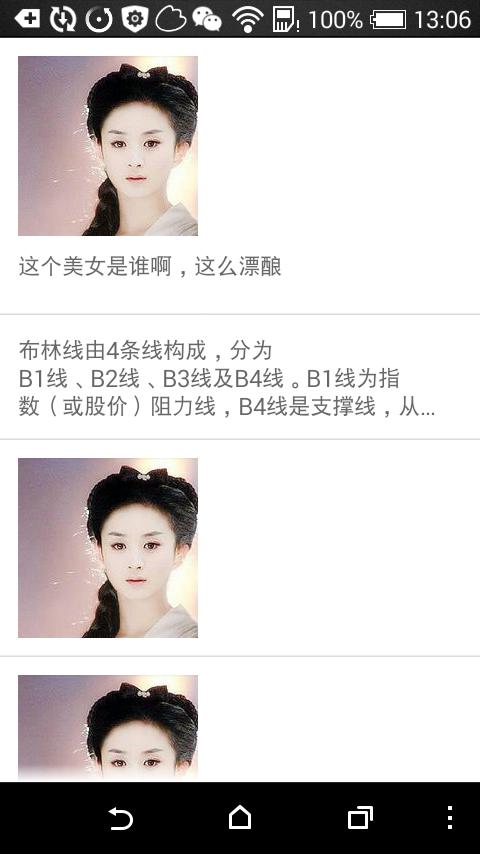 100% 13:06
这个美女是谁啊，这么漂酿
布林线由4条线构成，分为
B1线、B2线、B3线及B4线。B1线为指
数（或股价）阻力线，B4线是支撑线，从...